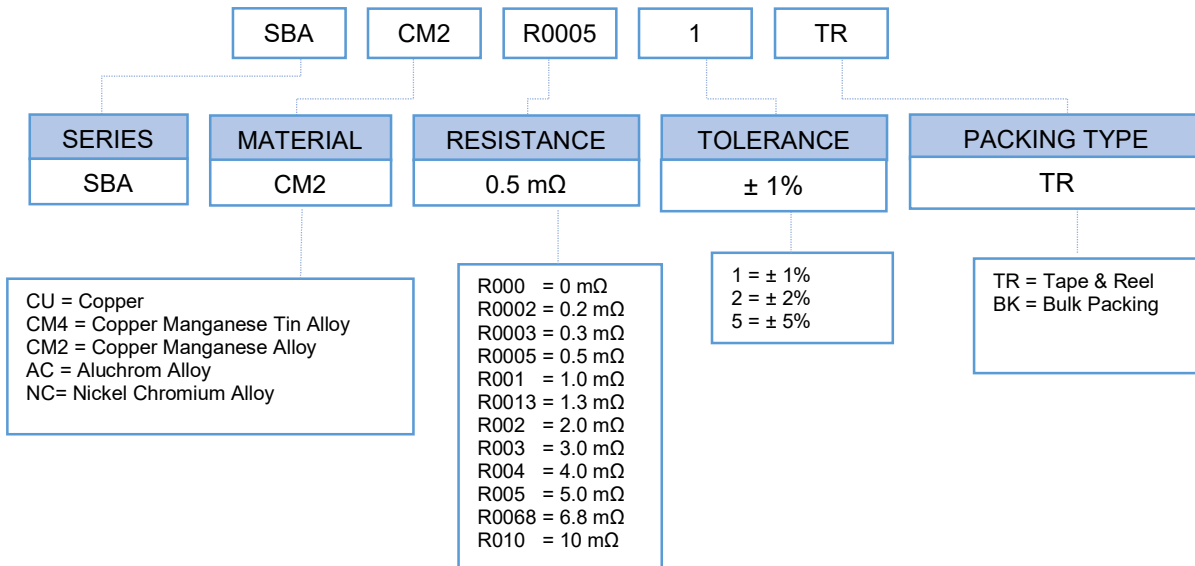 SBA CM2 R0005 1 TR
SERIES MATERIAL RESISTANCE TOLERANCE PACKING TYPE
SBA CM2 0.5 mΩ ± 1% TR
CU = Copper
CM4 = Copper Manganese Tin Alloy
CM2 = Copper Manganese Alloy
AC = Aluchrom Alloy
NC= Nickel Chromium Alloy
R000 = 0 mΩ
R0002 = 0.2 mΩ
R0003 = 0.3 mΩ
R0005 = 0.5 mΩ
R001 = 1.0 mΩ
R0013 = 1.3 mΩ
R002 = 2.0 mΩ
R003 = 3.0 mΩ
R004 = 4.0 mΩ
R005 = 5.0 mΩ
R0068 = 6.8 mΩ
R010 = 10 mΩ
1 = ± 1%
2 = ± 2%
5 = ± 5%
TR = Tape & Reel
BK = Bulk Packing